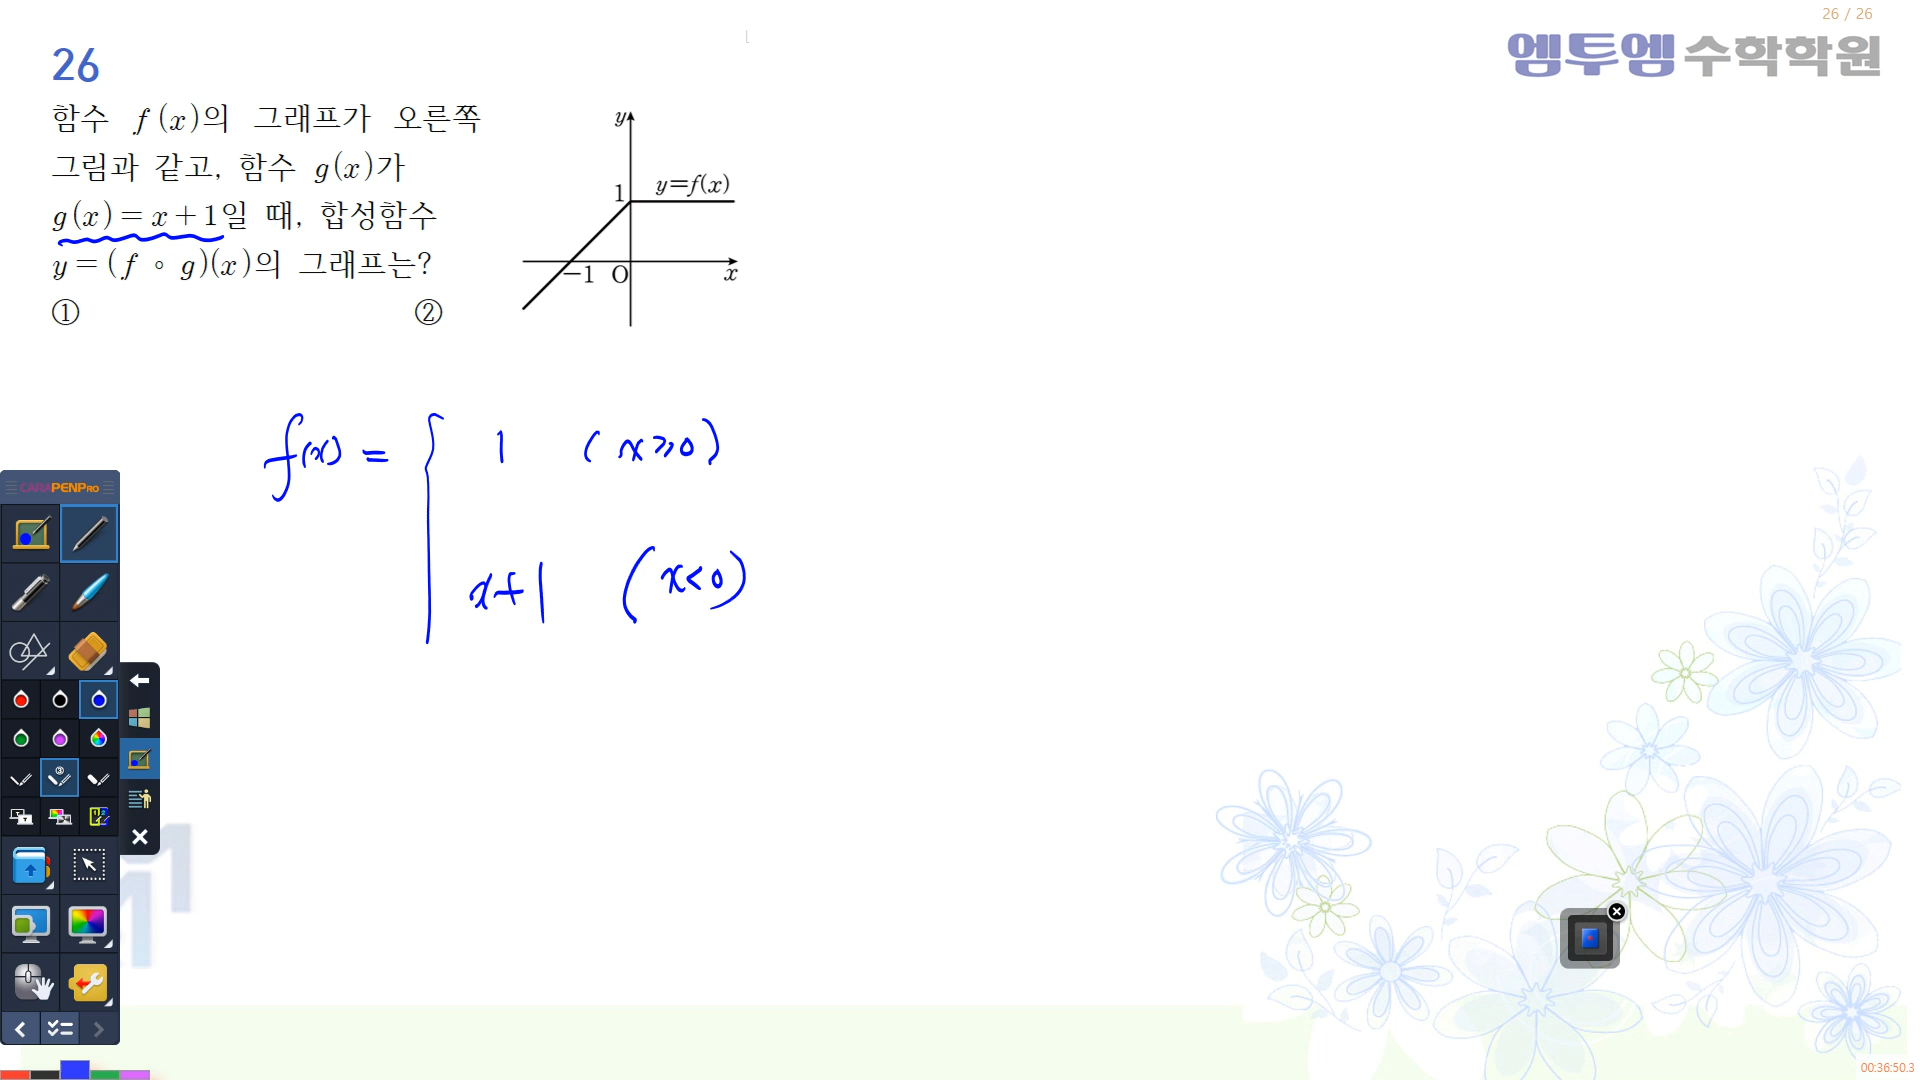 26 / 26
엠투엠 수학학원
26
함수 f(x)의 그래프가 오른쪽
그림과 같고, 함수 g(x)가
g(x)=x+1일 때, 합성함수
y=(f∘g)(x)의 그래프는?
① ②
y
1
y=f(x)
−1 O x
f(x) = { 1 (x≥0)
x+1 (x<0)
CARAPENPRO
00:36:50.3